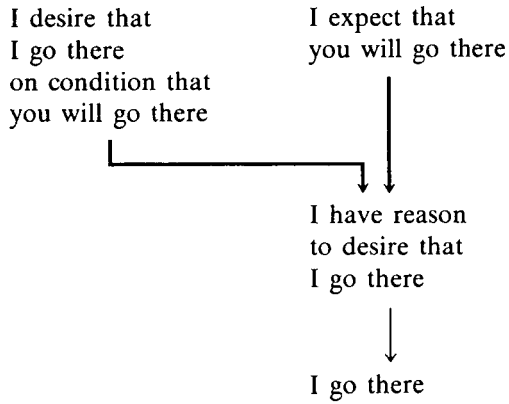 I desire that
I go there
on condition that
you will go there
I expect that
you will go there
I have reason
to desire that
I go there
I go there